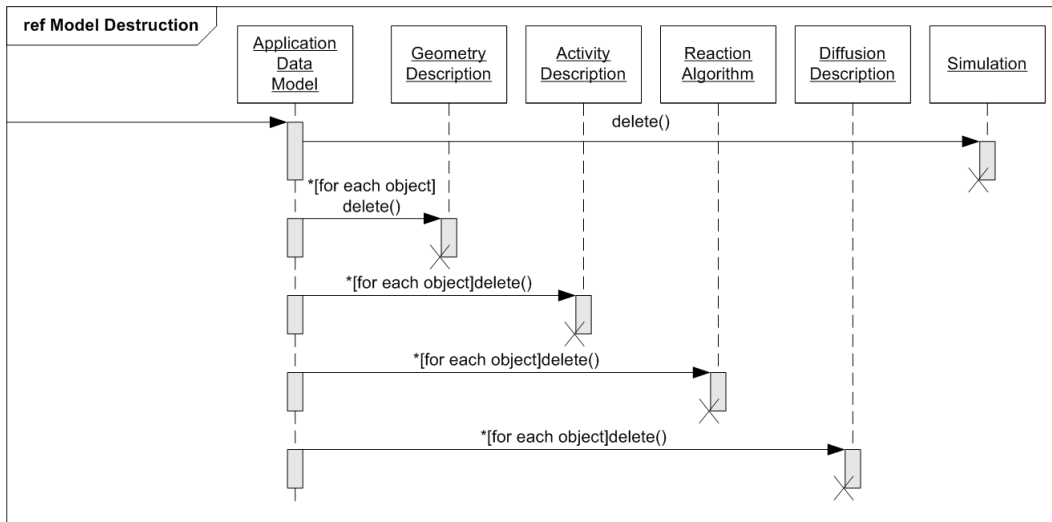 ref Model Destruction
Application
Data
Model
Geometry
Description
Activity
Description
Reaction
Algorithm
Diffusion
Description
Simulation
delete()
*[for each object]
delete()
*[for each object]delete()
*[for each object]delete()
*[for each object]delete()